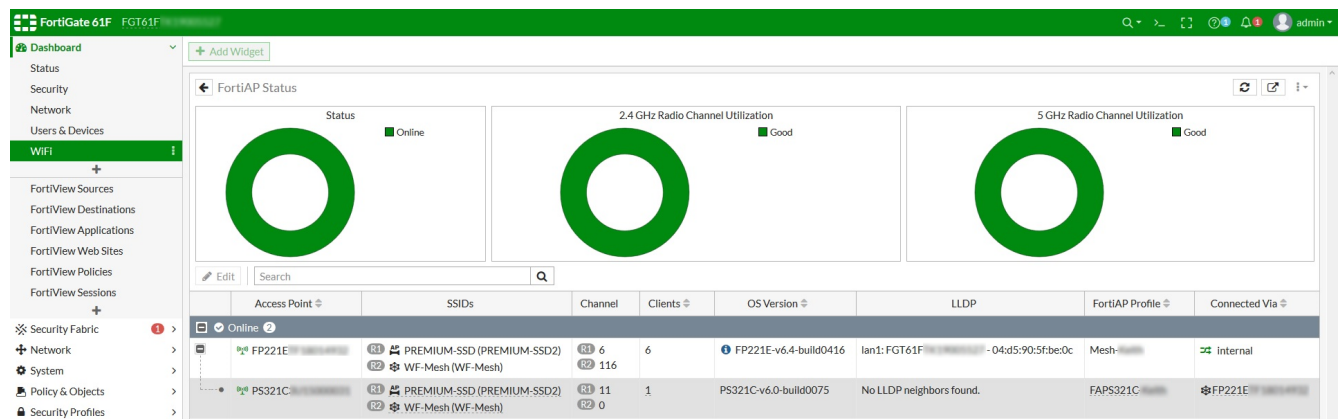 FortiGate 61F FGT61F
admin
Dashboard
Status
Security
Network
Users & Devices
WiFi
+
FortiView Sources
FortiView Destinations
FortiView Applications
FortiView Web Sites
FortiView Policies
FortiView Sessions
+
Security Fabric 1
Network
System
Policy & Objects
Security Profiles
+ Add Widget
FortiAP Status
Status
Online
2.4 GHz Radio Channel Utilization
Good
5 GHz Radio Channel Utilization
Good
Edit Search
Access Point SSIDs Channel Clients OS Version LLDP FortiAP Profile Connected Via
Online 2
FP221E R1 PREMIUM-SSD (PREMIUM-SSD2) R1 6 6 FP221E-v6.4-build0416 lan1: FGT61F - 04:d5:90:5f:be:0c Mesh- internal
R2 WF-Mesh (WF-Mesh) R2 116
PS321C R1 PREMIUM-SSD (PREMIUM-SSD2) R1 11 1 PS321C-v6.0-build0075 No LLDP neighbors found. FAPS321C- FP221E
R2 WF-Mesh (WF-Mesh) R2 0